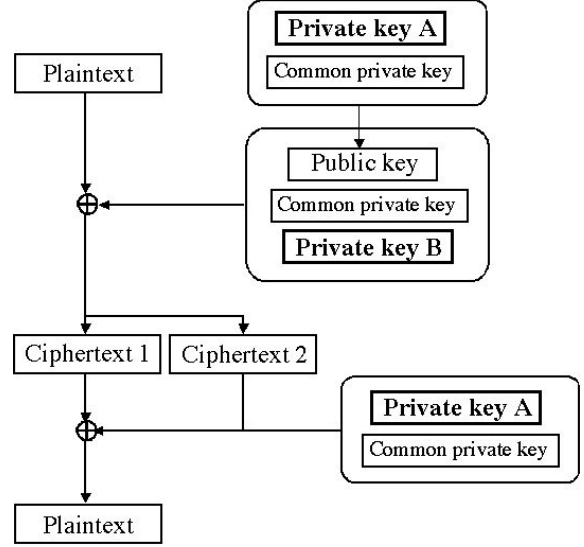 Private key A
Common private key
Plaintext
Public key
Common private key
Private key B
Ciphertext 1
Ciphertext 2
Private key A
Common private key
Plaintext